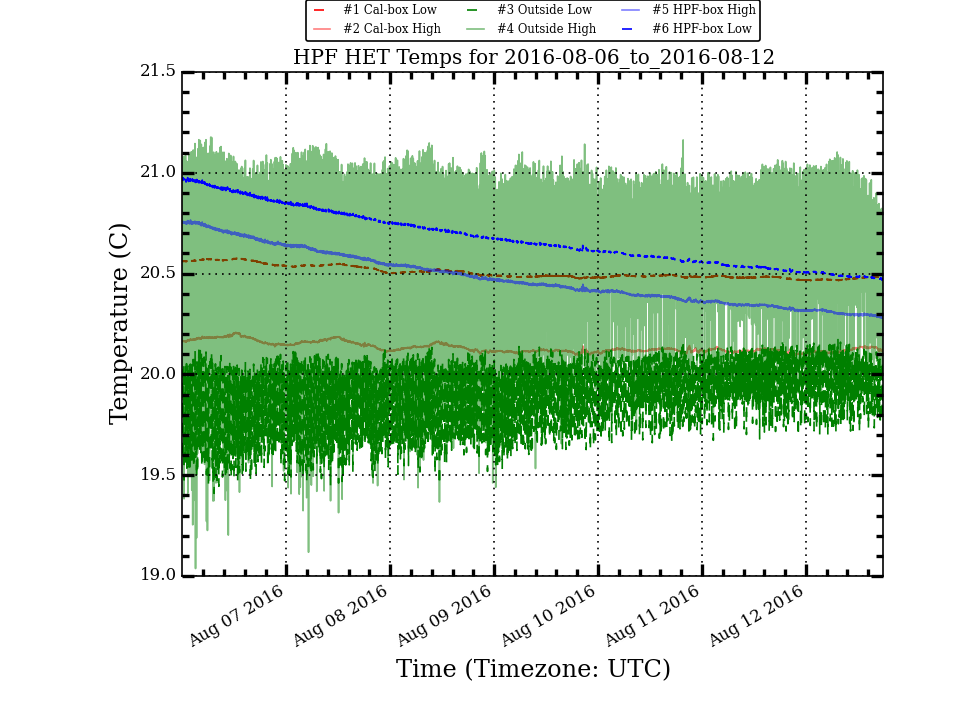 #1 Cal-box Low #3 Outside Low #5 HPF-box High
#2 Cal-box High #4 Outside High #6 HPF-box Low
HPF HET Temps for 2016-08-06_to_2016-08-12
21.5
21.0
20.5
20.0
19.5
19.0
Temperature (C)
Aug 07 2016 Aug 08 2016 Aug 09 2016 Aug 10 2016 Aug 11 2016 Aug 12 2016
Time (Timezone: UTC)